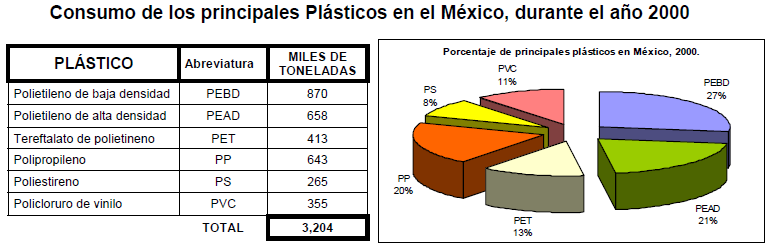 Consumo de los principales Plásticos en el México, durante el año 2000
PLÁSTICO Abreviatura MILES DE TONELADAS
Polietileno de baja densidad PEBD 870
Polietileno de alta densidad PEAD 658
Tereftalato de polietineno PET 413
Polipropileno PP 643
Poliestireno PS 265
Policloruro de vinilo PVC 355
TOTAL 3,204
Porcentaje de principales plásticos en México, 2000.
PVC
11%
PEBD
27%
PS
8%
PP
20%
PET
13%
PEAD
21%